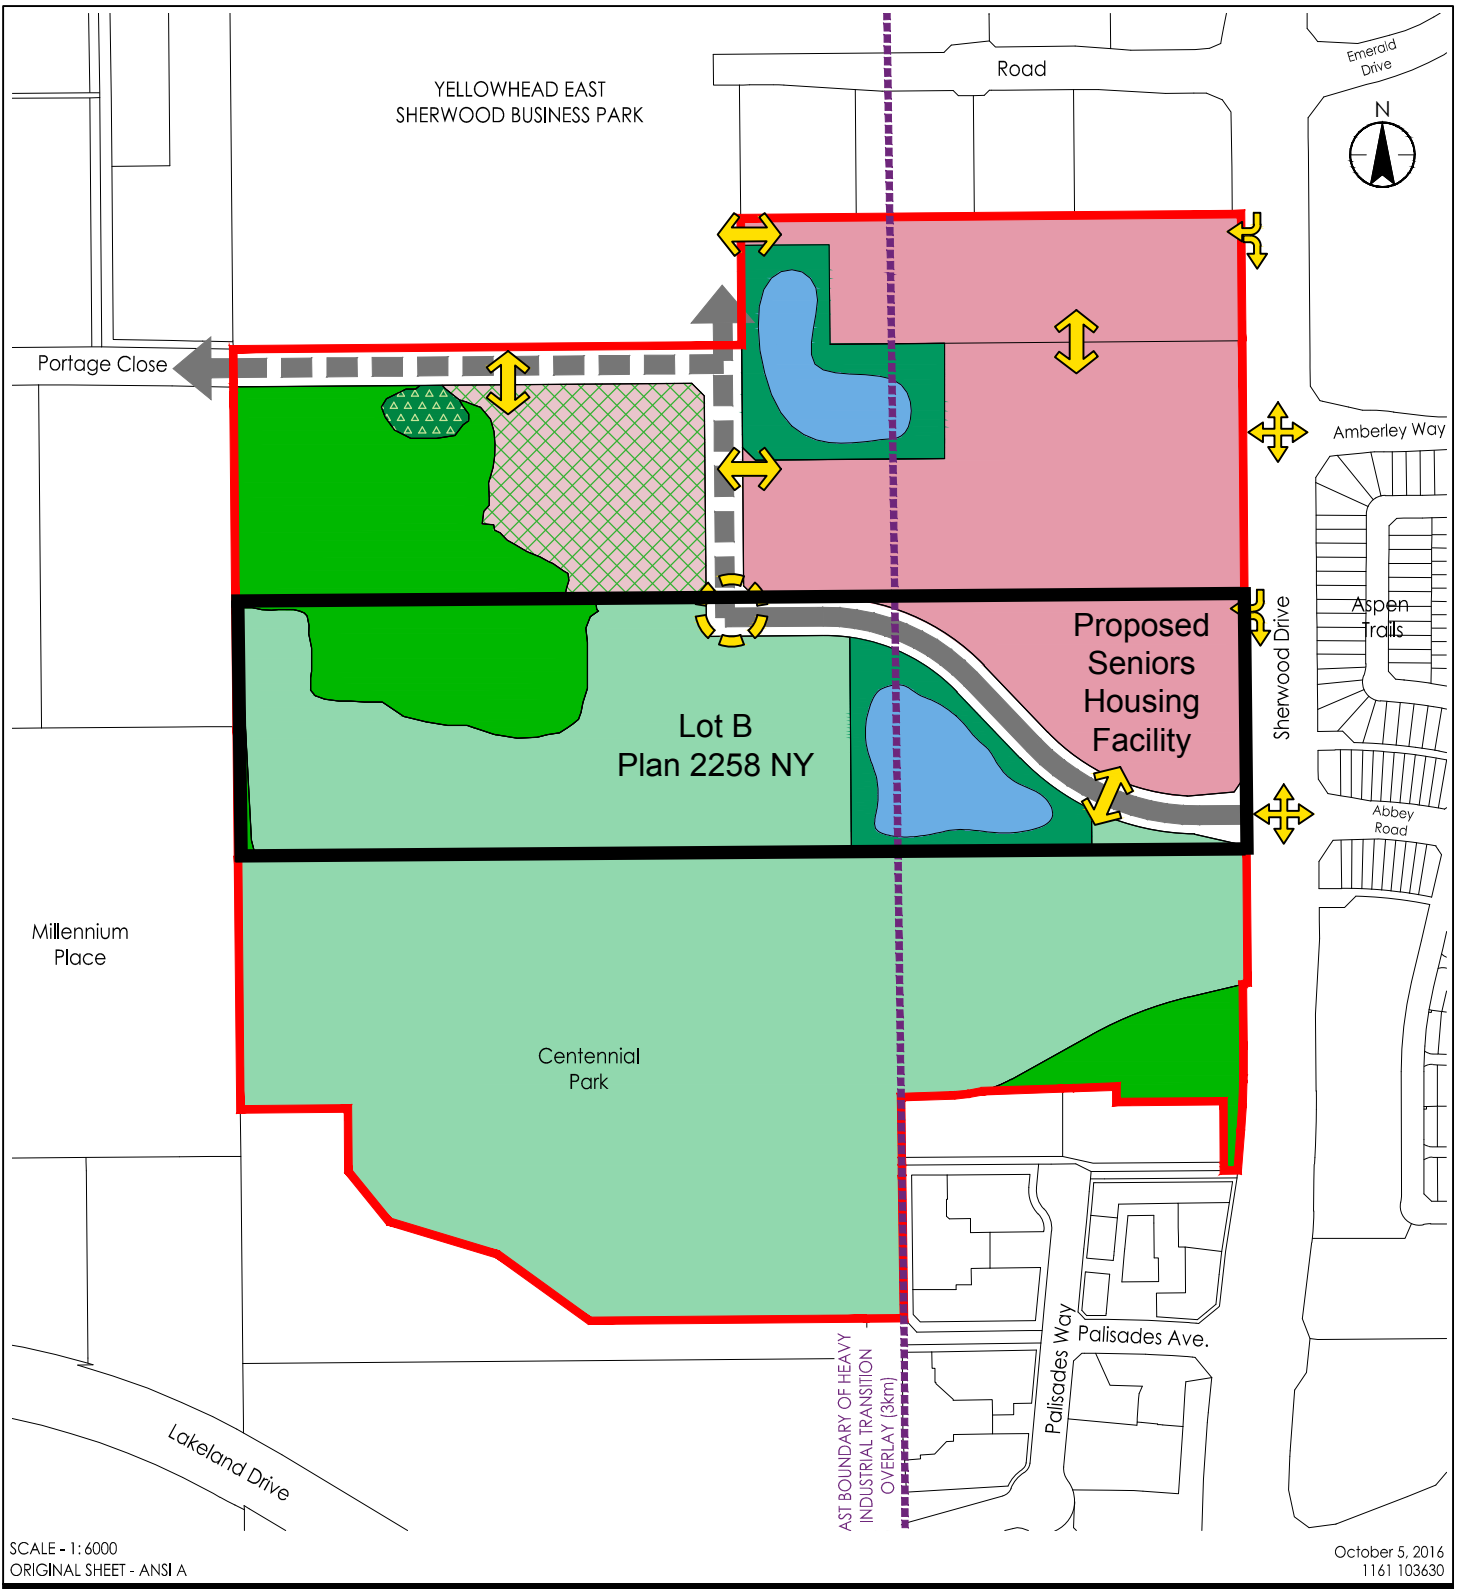 Emerald
Drive
Road
YELLOWHEAD EAST
SHERWOOD BUSINESS PARK
N
Portage Close
Amberley Way
Aspen
Trails
Sherwood Drive
Proposed
Seniors
Housing
Facility
Lot B
Plan 2258 NY
Abbey
Road
Millennium
Place
Centennial
Park
Palisades Way
Palisades Ave.
AST BOUNDARY OF HEAVY
INDUSTRIAL TRANSITION
OVERLAY (3km)
Lakeland Drive
SCALE - 1: 6000
ORIGINAL SHEET - ANSI A
October 5, 2016
1161 103630